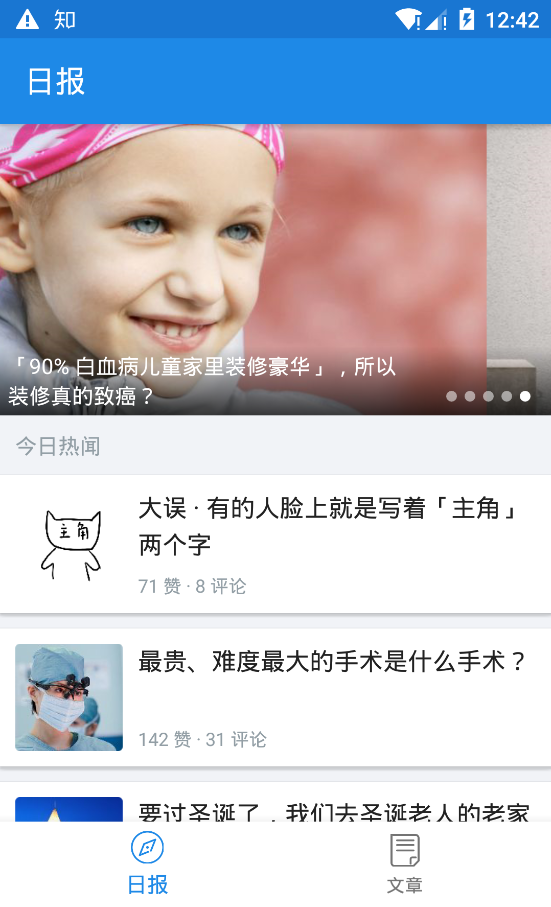 知 12:42
日报
「90% 白血病儿童家里装修豪华」，所以
装修真的致癌？
今日热闻
主角
大误 · 有的人脸上就是写着「主角」
两个字
71 赞 · 8 评论
最贵、难度最大的手术是什么手术？
142 赞 · 31 评论
要过圣诞了，我们去圣诞老人的老家
日报
文章